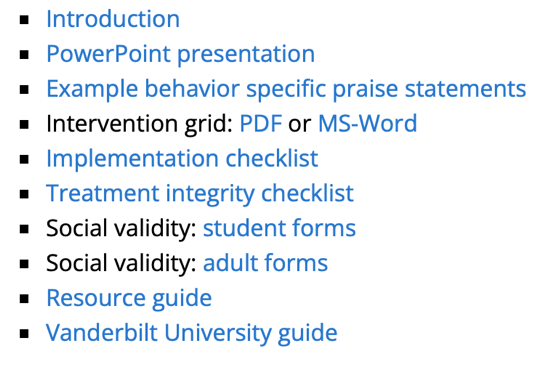 Introduction
PowerPoint presentation
Example behavior specific praise statements
Intervention grid: PDF or MS-Word
Implementation checklist
Treatment integrity checklist
Social validity: student forms
Social validity: adult forms
Resource guide
Vanderbilt University guide